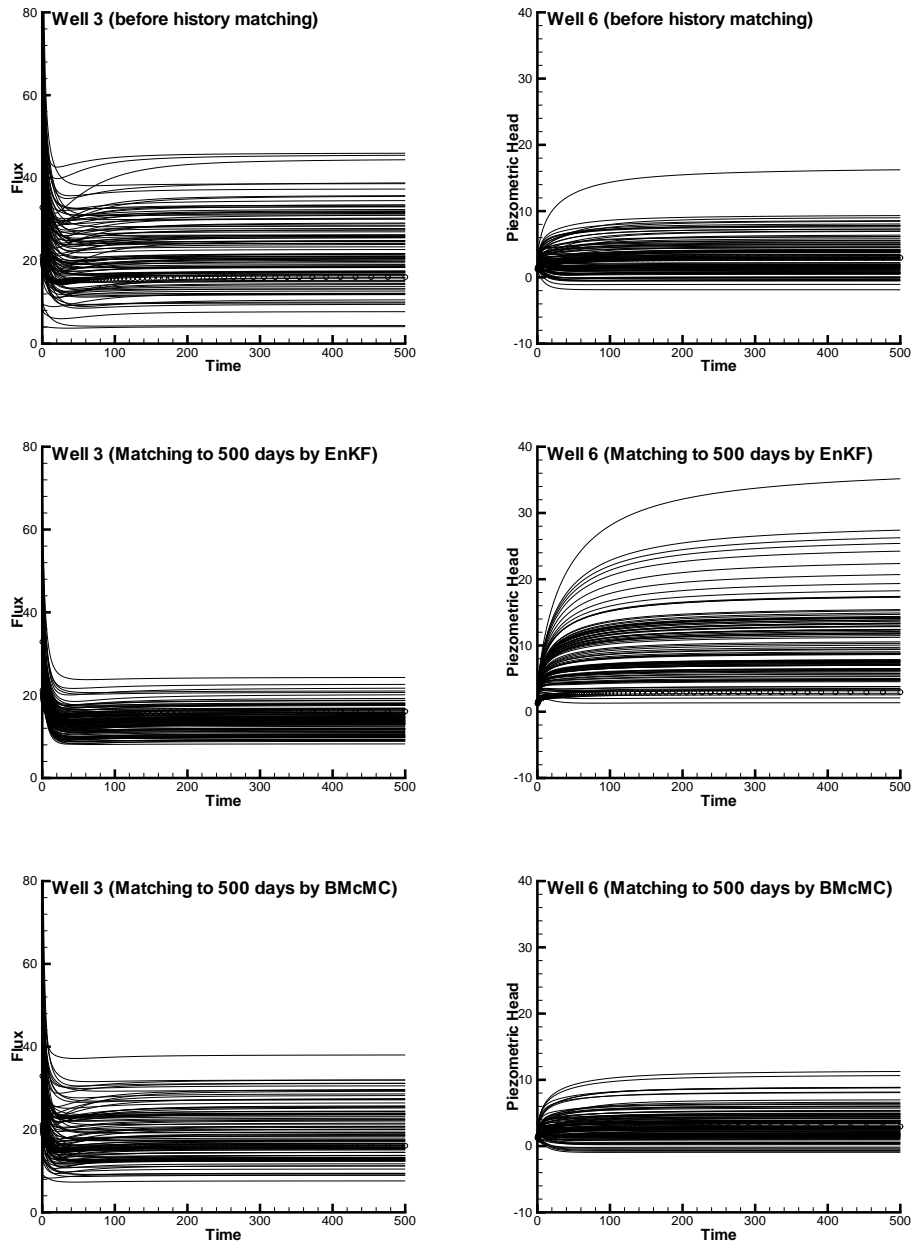 Well 3 (before history matching)
80
60
40
20
0
Flux
0 100 200 300 400 500
Time
Well 6 (before history matching)
40
30
20
10
0
-10
Piezometric Head
0 100 200 300 400 500
Time
Well 3 (Matching to 500 days by EnKF)
80
60
40
20
0
Flux
0 100 200 300 400 500
Time
Well 6 (Matching to 500 days by EnKF)
40
30
20
10
0
-10
Piezometric Head
0 100 200 300 400 500
Time
Well 3 (Matching to 500 days by BMcMC)
80
60
40
20
0
Flux
0 100 200 300 400 500
Time
Well 6 (Matching to 500 days by BMcMC)
40
30
20
10
0
-10
Piezometric Head
0 100 200 300 400 500
Time